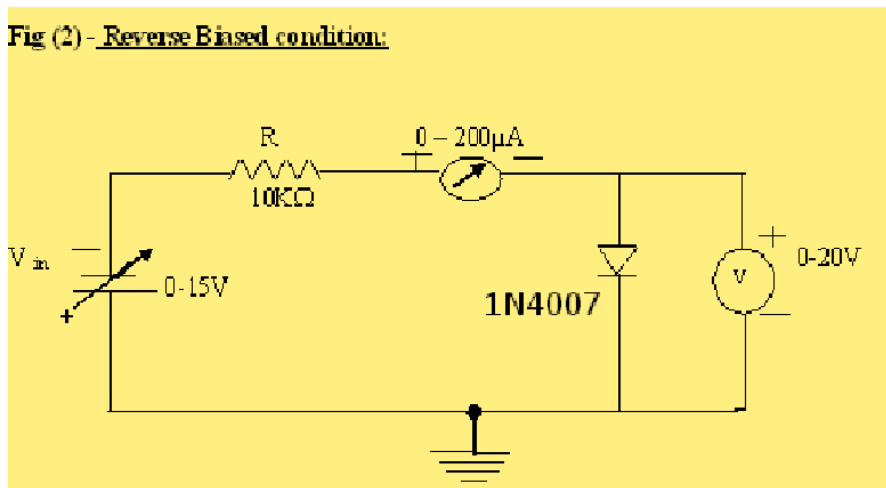 Fig (2) - Reverse Biased condition:
R
0 – 200µA
+
–
10KΩ
V in
–
+
0-15V
1N4007
V
+
0-20V
–